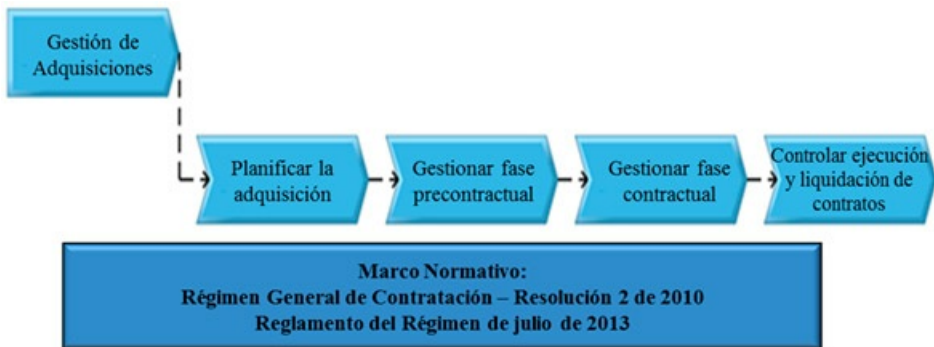 Gestión de
Adquisiciones
Planificar la
adquisición
Gestionar fase
precontractual
Gestionar fase
contractual
Controlar ejecución
y liquidación de
contratos
Marco Normativo:
Régimen General de Contratación – Resolución 2 de 2010
Reglamento del Régimen de julio de 2013